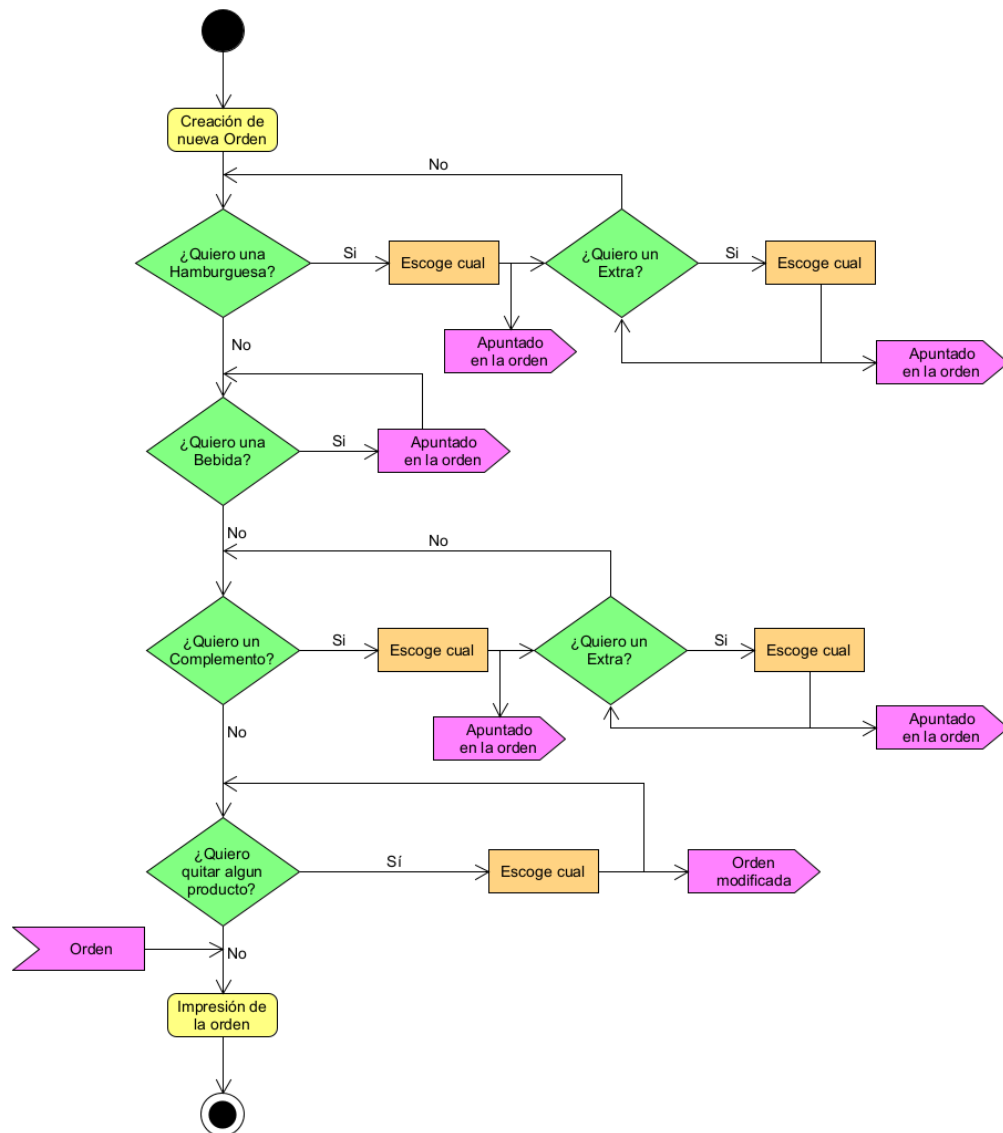 Creación de
nueva Orden
No
¿Quiero una
Hamburguesa?
Si
Escoge cual
¿Quiero un
Extra?
Si
Escoge cual
Apuntado
en la orden
Apuntado
en la orden
No
¿Quiero una
Bebida?
Si
Apuntado
en la orden
No
No
¿Quiero un
Complemento?
Si
Escoge cual
¿Quiero un
Extra?
Si
Escoge cual
Apuntado
en la orden
Apuntado
en la orden
No
¿Quiero
quitar algun
producto?
Sí
Escoge cual
Orden
modificada
Orden
No
Impresión de
la orden